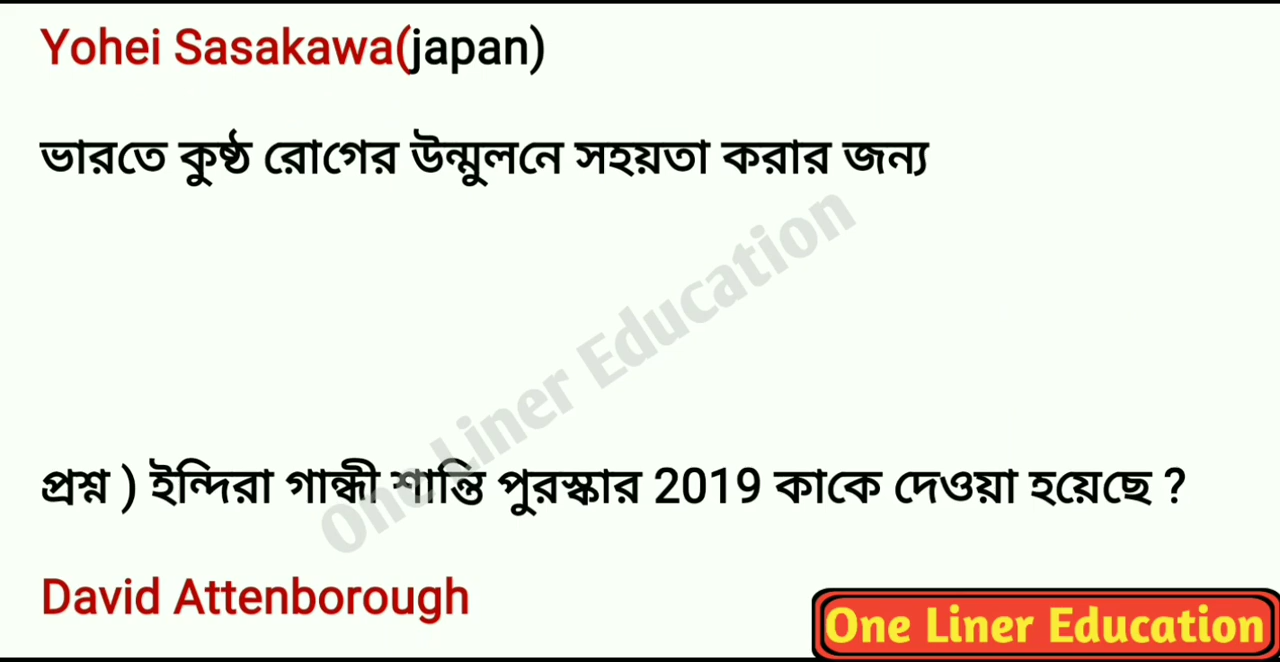 Yohei Sasakawa(japan)
ভারতে কুষ্ঠ রোগের উন্মুলনে সহয়তা করার জন্য
One Liner Education
প্রশ্ন ) ইন্দিরা গান্ধী শান্তি পুরস্কার 2019 কাকে দেওয়া হয়েছে ?
David Attenborough
One Liner Education